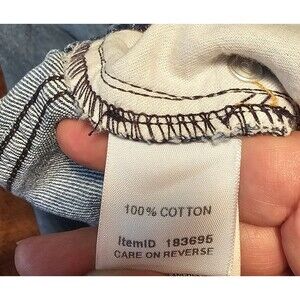 100% COTTON
ItemID 183695
CARE ON REVERSE